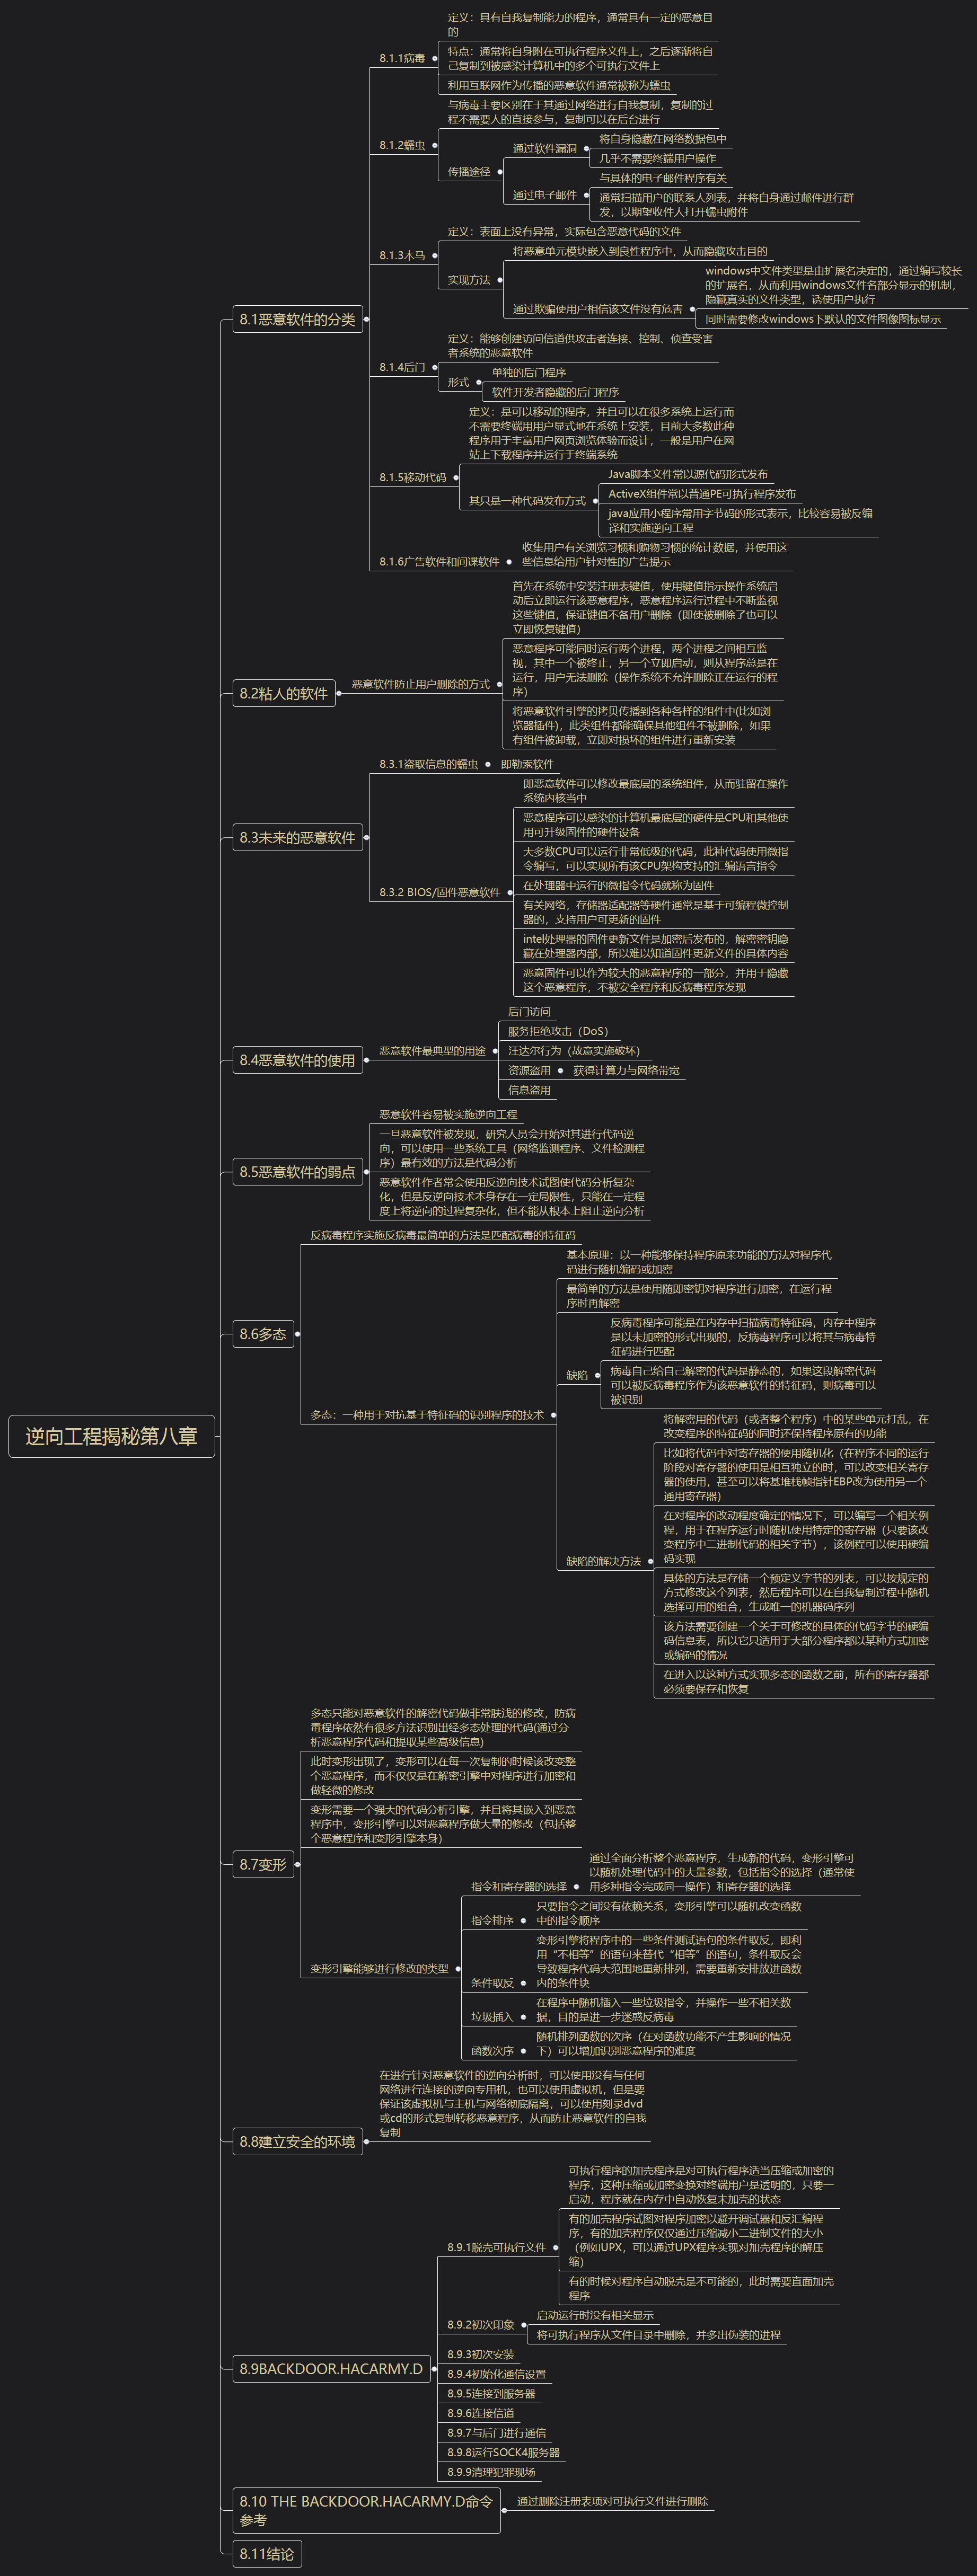 逆向工程揭秘第八章
8.1恶意软件的分类
8.1.1病毒
定义：具有自我复制能力的程序，通常具有一定的恶意目
的
特点：通常将自身附在可执行程序文件上，之后逐渐将自
己复制到被感染计算机中的多个可执行文件上
利用互联网作为传播的恶意软件通常被称为蠕虫
8.1.2蠕虫
与病毒主要区别在于其通过网络进行自我复制，复制的过
程不需要人的直接参与，复制可以在后台进行
传播途径
通过软件漏洞
将自身隐藏在网络数据包中
几乎不需要终端用户操作
通过电子邮件
与具体的电子邮件程序有关
通常扫描用户的联系人列表，并将自身通过邮件进行群
发，以期望收件人打开蠕虫附件
8.1.3木马
定义：表面上没有异常，实际包含恶意代码的文件
实现方法
将恶意单元模块嵌入到良性程序中，从而隐藏攻击目的
通过欺骗使用户相信该文件没有危害
windows中文件类型是由扩展名决定的，通过编写较长
的扩展名，从而利用windows文件名部分显示的机制，
隐藏真实的文件类型，诱使用户执行
同时需要修改windows下默认的文件图像图标显示
8.1.4后门
定义：能够创建访问信道供攻击者连接、控制、侦查受害
者系统的恶意软件
形式
单独的后门程序
软件开发者隐藏的后门程序
8.1.5移动代码
定义：是可以移动的程序，并且可以在很多系统上运行而
不需要终端用用户显式地在系统上安装，目前大多数此种
程序用于丰富用户网页浏览体验而设计，一般是用户在网
站上下载程序并运行于终端系统
其只是一种代码发布方式
Java脚本文件常以源代码形式发布
ActiveX组件常以普通PE可执行程序发布
java应用小程序常用字节码的形式表示，比较容易被反编
译和实施逆向工程
8.1.6广告软件和间谍软件
收集用户有关浏览习惯和购物习惯的统计数据，并使用这
些信息给用户针对性的广告提示
8.2粘人的软件
恶意软件防止用户删除的方式
首先在系统中安装注册表键值，使用键值指示操作系统启
动后立即运行该恶意程序，恶意程序运行过程中不断监视
这些键值，保证键值不备用户删除（即使被删除了也可以
立即恢复键值）
恶意程序可能同时运行两个进程，两个进程之间相互监
视，其中一个被终止，另一个立即启动，则从程序总是在
运行，用户无法删除（操作系统不允许删除正在运行的程
序）
将恶意软件引擎的拷贝传播到各种各样的组件中(比如浏
览器插件)，此类组件都能确保其他组件不被删除，如果
有组件被卸载，立即对损坏的组件进行重新安装
8.3未来的恶意软件
8.3.1盗取信息的蠕虫
即勒索软件
8.3.2 BIOS/固件恶意软件
即恶意软件可以修改最底层的系统组件，从而驻留在操作
系统内核当中
恶意程序可以感染的计算机最底层的硬件是CPU和其他使
用可升级固件的硬件设备
大多数CPU可以运行非常低级的代码，此种代码使用微指
令编写，可以实现所有该CPU架构支持的汇编语言指令
在处理器中运行的微指令代码就称为固件
有关网络，存储器适配器等硬件通常是基于可编程微控制
器的，支持用户可更新的固件
intel处理器的固件更新文件是加密后发布的，解密密钥隐
藏在处理器内部，所以难以知道固件更新文件的具体内容
恶意固件可以作为较大的恶意程序的一部分，并用于隐藏
这个恶意程序，不被安全程序和反病毒程序发现
8.4恶意软件的使用
恶意软件最典型的用途
后门访问
服务拒绝攻击（DoS）
汪达尔行为（故意实施破坏）
资源盗用
获得计算力与网络带宽
信息盗用
8.5恶意软件的弱点
恶意软件容易被实施逆向工程
一旦恶意软件被发现，研究人员会开始对其进行代码逆
向，可以使用一些系统工具（网络监测程序、文件检测程
序）最有效的方法是代码分析
恶意软件作者常会使用反逆向技术试图使代码分析复杂
化，但是反逆向技术本身存在一定局限性，只能在一定程
度上将逆向的过程复杂化，但不能从根本上阻止逆向分析
8.6多态
反病毒程序实施反病毒最简单的方法是匹配病毒的特征码
多态：一种用于对抗基于特征码的识别程序的技术
基本原理：以一种能够保持程序原来功能的方法对程序代
码进行随机编码或加密
最简单的方法是使用随即密钥对程序进行加密，在运行程
序时再解密
缺陷
反病毒程序可能是在内存中扫描病毒特征码，内存中程序
是以未加密的形式出现的，反病毒程序可以将其与病毒特
征码进行匹配
病毒自己给自己解密的代码是静态的，如果这段解密代码
可以被反病毒程序作为该恶意软件的特征码，则病毒可以
被识别
缺陷的解决方法
将解密用的代码（或者整个程序）中的某些单元打乱，在
改变程序的特征码的同时还保持程序原有的功能
比如将代码中对寄存器的使用随机化（在程序不同的运行
阶段对寄存器的使用是相互独立的时，可以改变相关寄存
器的使用，甚至可以将基堆栈帧指针EBP改为使用另一个
通用寄存器）
在对程序的改动程度确定的情况下，可以编写一个相关例
程，用于在程序运行时随机使用特定的寄存器（只要该改
变程序中二进制代码的相关字节），该例程可以使用硬编
码实现
具体的方法是存储一个预定义字节的列表，可以按规定的
方式修改这个列表，然后程序可以在自我复制过程中随机
选择可用的组合，生成唯一的机器码序列
该方法需要创建一个关于可修改的具体的代码字节的硬编
码信息表，所以它只适用于大部分程序都以某种方式加密
或编码的情况
在进入以这种方式实现多态的函数之前，所有的寄存器都
必须要保存和恢复
8.7变形
多态只能对恶意软件的解密代码做非常肤浅的修改，防病
毒程序依然有很多方法识别出经多态处理的代码(通过分
析恶意程序代码和提取某些高级信息)
此时变形出现了，变形可以在每一次复制的时候该改变整
个恶意程序，而不仅仅是在解密引擎中对程序进行加密和
做轻微的修改
变形需要一个强大的代码分析引擎，并且将其嵌入到恶意
程序中，变形引擎可以对恶意程序做大量的修改（包括整
个恶意程序和变形引擎本身）
变形引擎能够进行修改的类型
指令和寄存器的选择
通过全面分析整个恶意程序，生成新的代码，变形引擎可
以随机处理代码中的大量参数，包括指令的选择（通常使
用多种指令完成同一操作）和寄存器的选择
指令排序
只要指令之间没有依赖关系，变形引擎可以随机改变函数
中的指令顺序
条件取反
变形引擎将程序中的一些条件测试语句的条件取反，即利
用“不相等”的语句来替代“相等”的语句，条件取反会
导致程序代码大范围地重新排列，需要重新安排放进函数
内的条件块
垃圾插入
在程序中随机插入一些垃圾指令，并操作一些不相关数
据，目的是进一步迷惑反病毒
函数次序
随机排列函数的次序（在对函数功能不产生影响的情况
下）可以增加识别恶意程序的难度
8.8建立安全的环境
在进行针对恶意软件的逆向分析时，可以使用没有与任何
网络进行连接的逆向专用机，也可以使用虚拟机，但是要
保证该虚拟机与主机与网络彻底隔离，可以使用刻录dvd
或cd的形式复制转移恶意程序，从而防止恶意软件的自我
复制
8.9BACKDOOR.HACARMY.D
8.9.1脱壳可执行文件
可执行程序的加壳程序是对可执行程序适当压缩或加密的
程序，这种压缩或加密变换对终端用户是透明的，只要一
启动，程序就在内存中自动恢复未加壳的状态
有的加壳程序试图对程序加密以避开调试器和反汇编程
序，有的加壳程序仅仅通过压缩减小二进制文件的大小
（例如UPX，可以通过UPX程序实现对加壳程序的解压
缩）
有的时候对程序自动脱壳是不可能的，此时需要直面加壳
程序
8.9.2初次印象
启动运行时没有相关显示
将可执行程序从文件目录中删除，并多出伪装的进程
8.9.3初次安装
8.9.4初始化通信设置
8.9.5连接到服务器
8.9.6连接信道
8.9.7与后门进行通信
8.9.8运行SOCK4服务器
8.9.9清理犯罪现场
8.10 THE BACKDOOR.HACARMY.D命令
参考
通过删除注册表项对可执行文件进行删除
8.11结论